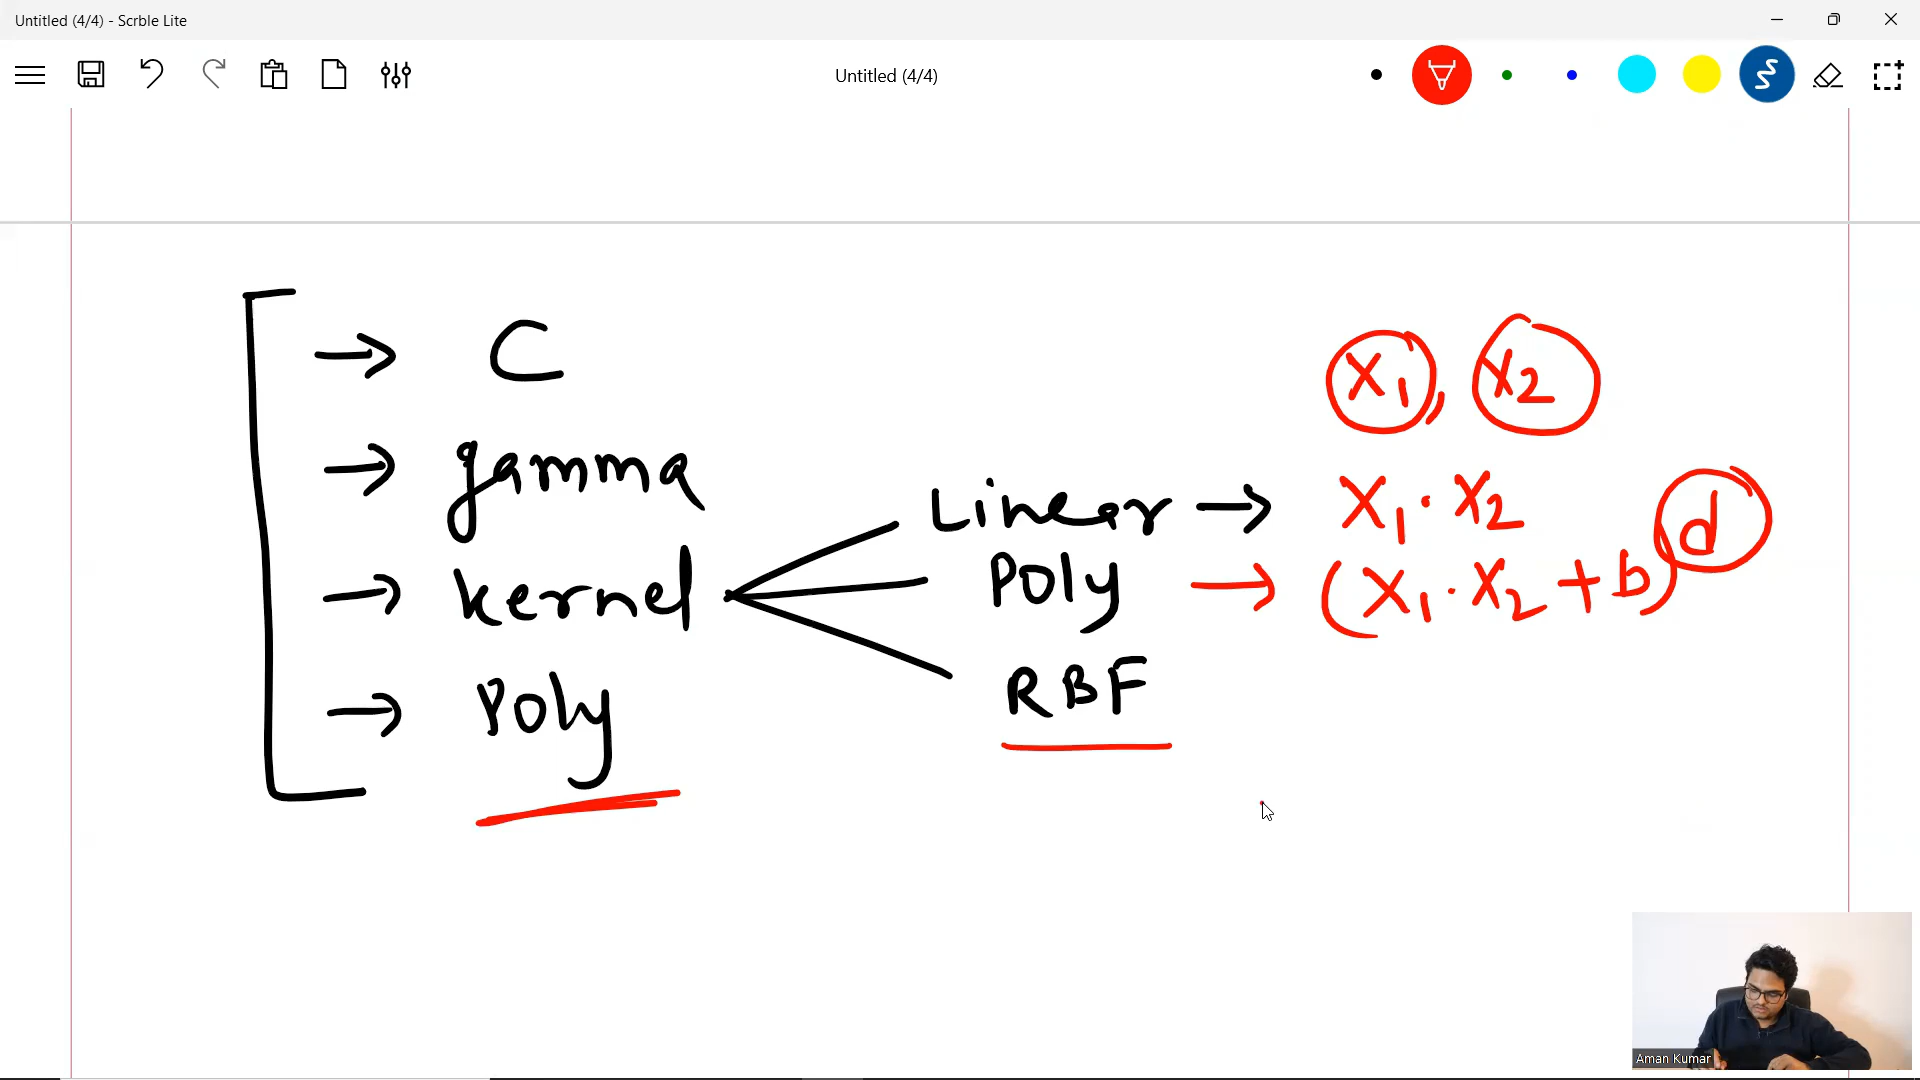 Untitled (4/4) - Scrble Lite
Untitled (4/4)
→ C
X1, X2
→ gamma
Linear → X1 · X2
→ kernel
Poly → (X1 · X2 + b)^d
→ Poly
RBF
Aman Kumar